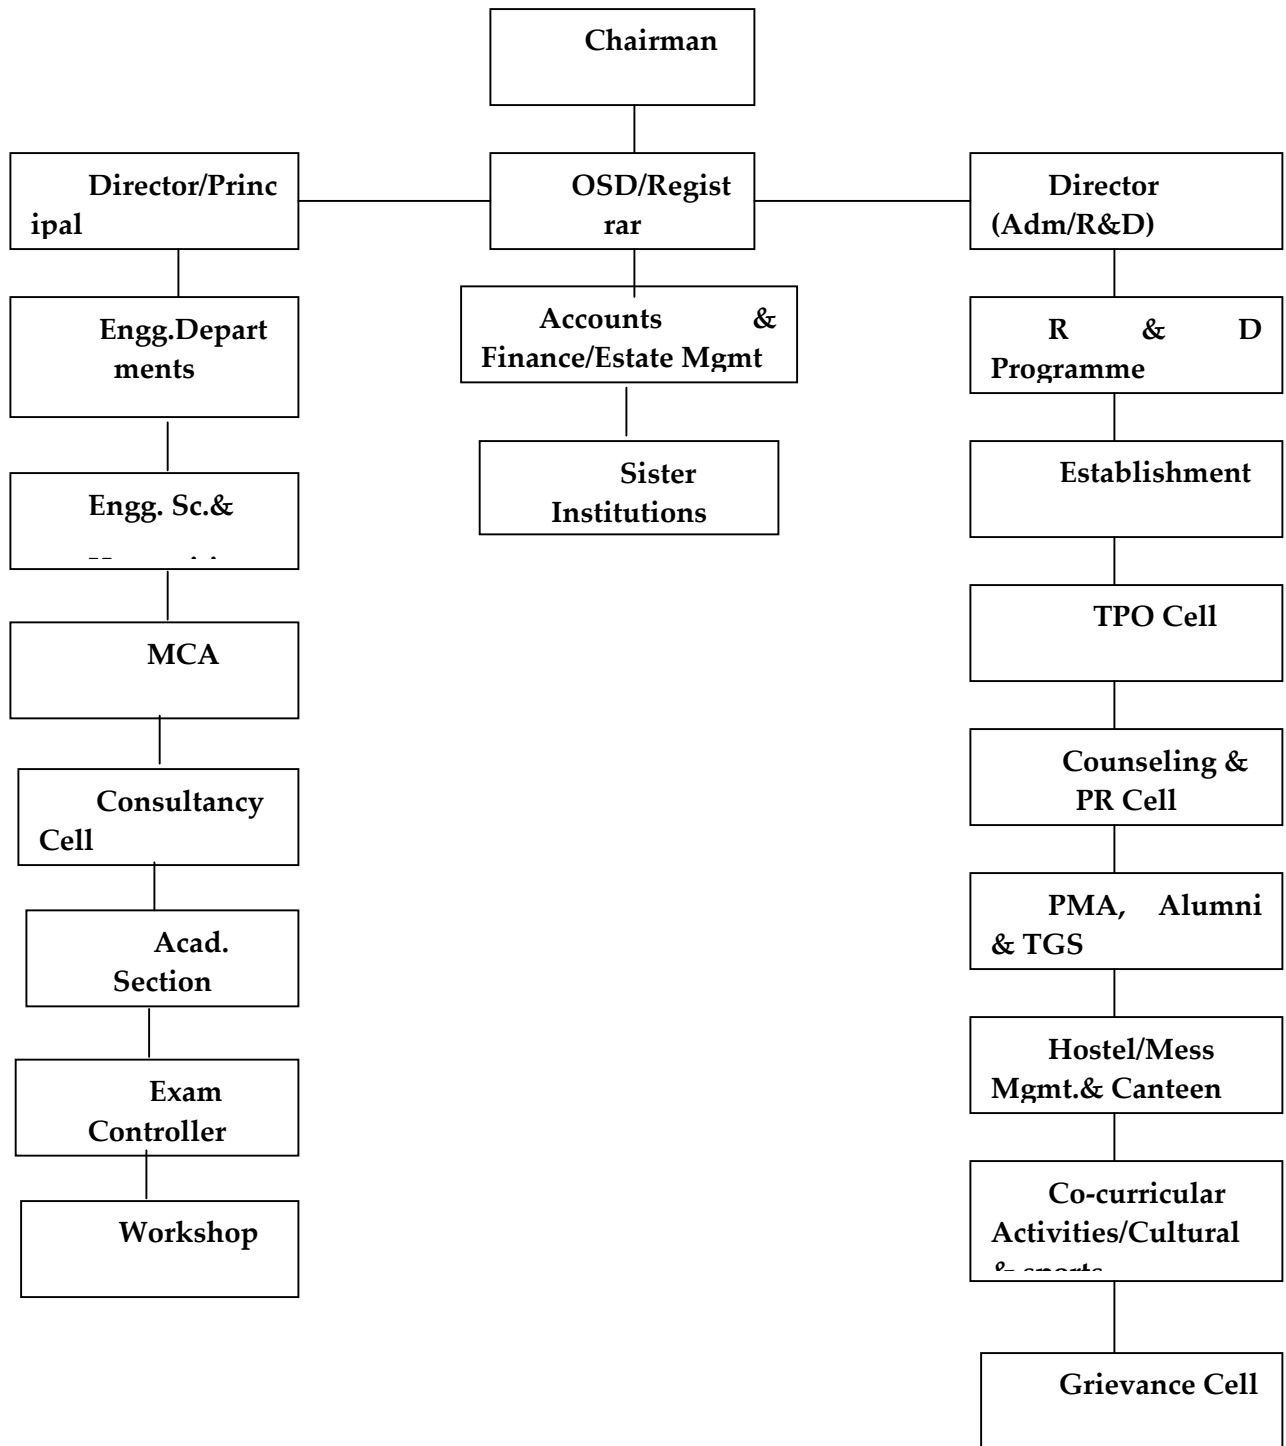 Chairman
Director/Princ
ipal
OSD/Regist
rar
Director
(Adm/R&D)
Engg.Depart
ments
Accounts &
Finance/Estate Mgmt
R & D
Programme
Engg. Sc.&
Sister
Institutions
Establishment
MCA
TPO Cell
Consultancy
Cell
Counseling &
PR Cell
Acad.
Section
PMA, Alumni
& TGS
Exam
Controller
Hostel/Mess
Mgmt.& Canteen
Workshop
Co-curricular
Activities/Cultural
& sports
Grievance Cell